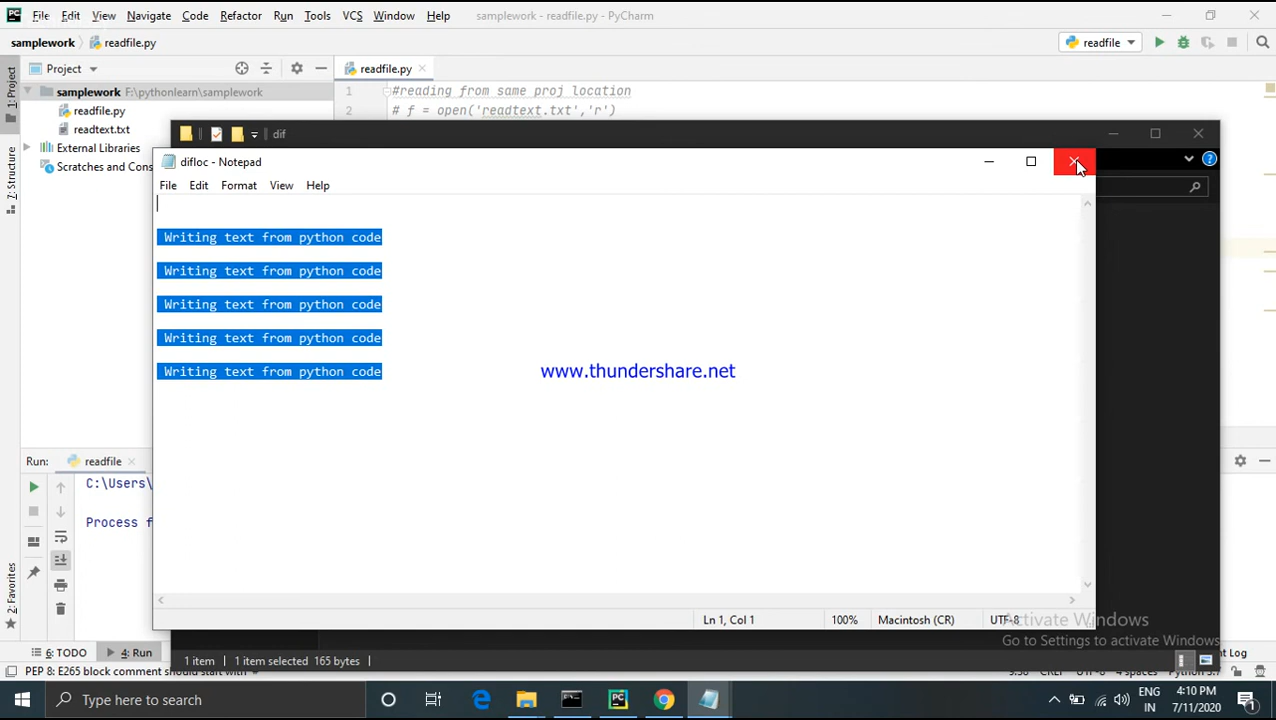 File Edit View Navigate Code Refactor Run Tools VCS Window Help samplework - readfile.py - PyCharm
samplework readfile.py readfile
1: Project Project readfile.py
1 #reading from same proj location
samplework F:\pythonlearn\samplework
2 # f = open('readtext.txt','r')
readfile.py
readtext.txt
External Libraries
Scratches and Cons
dif
difloc - Notepad
File Edit Format View Help
Writing text from python code
Writing text from python code
Writing text from python code
Writing text from python code
Writing text from python code
www.thundershare.net
Z: Structure
Run: readfile
C:\Users\
Process f
2: Favorites
Ln 1, Col 1 100% Macintosh (CR) UTF-8
Activate Windows
Go to Settings to activate Windows
6: TODO 4: Run
1 item 1 item selected 165 bytes
PEP 8: E265 block comment should start with
Type here to search
ENG
IN
4:10 PM
7/11/2020
1